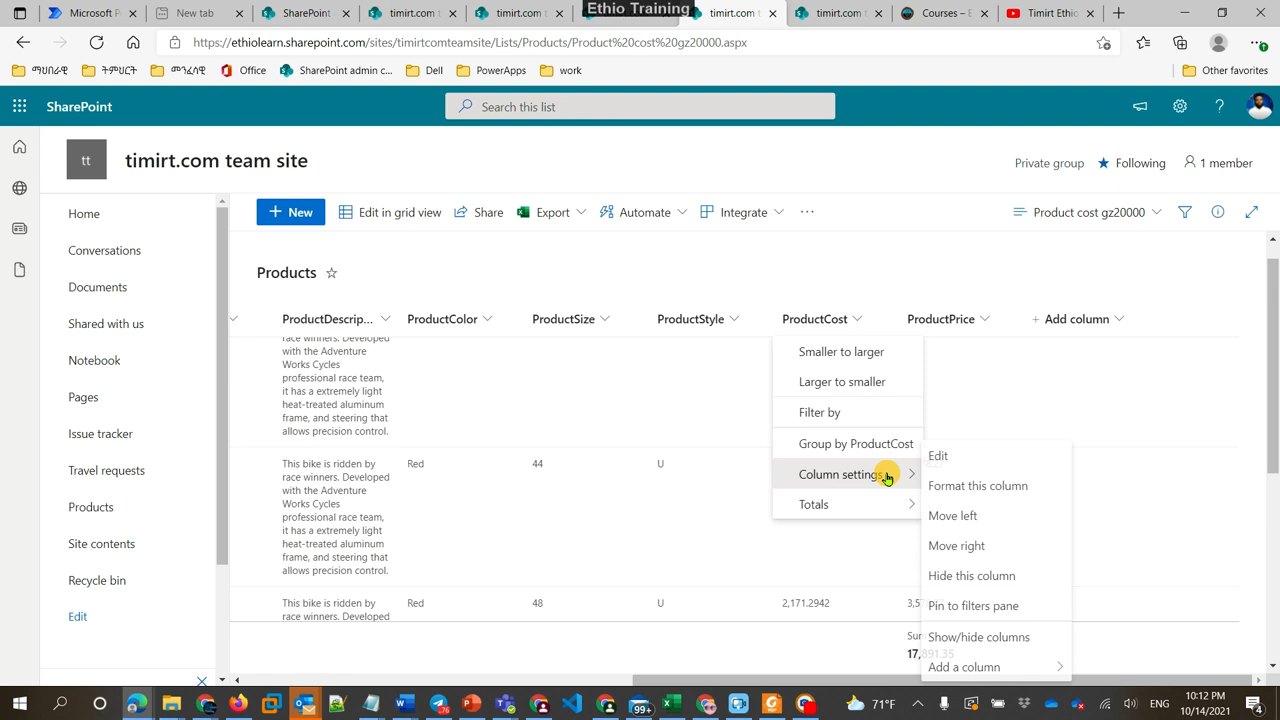 Ethio Training
Microsoft P
New tab
SharePoint
timirt.com t
timirt.com t
timirt.com t
timirt.com t
Courses – E
Timirt Ethio
https://ethiolearn.sharepoint.com/sites/timirtcomteamsite/Lists/Products/Product%20cost%20gz20000.aspx
ማህበራዊ
ትምህርት
መንፈሳዊ
Office
SharePoint admin c...
Dell
PowerApps
work
Other favorites
SharePoint
Search this list
tt
timirt.com team site
Private group
Following
1 member
New
Edit in grid view
Share
Export
Automate
Integrate
Product cost gz20000
Home
Conversations
Documents
Shared with us
Notebook
Pages
Issue tracker
Travel requests
Products
Site contents
Recycle bin
Edit
Products
ProductDescrip...
ProductColor
ProductSize
ProductStyle
ProductCost
ProductPrice
Add column
race winners. Developed
with the Adventure
Works Cycles
professional race team,
it has a extremely light
heat-treated aluminum
frame, and steering that
allows precision control.
This bike is ridden by
race winners. Developed
with the Adventure
Works Cycles
professional race team,
it has a extremely light
heat-treated aluminum
frame, and steering that
allows precision control.
Red
44
U
This bike is ridden by
race winners. Developed
Red
48
U
2,171.2942
3,5
Sum
17,891.35
Smaller to larger
Larger to smaller
Filter by
Group by ProductCost
Column settings
Totals
Edit
Format this column
Move left
Move right
Hide this column
Pin to filters pane
Show/hide columns
Add a column
99+
71°F
ENG
10:12 PM
10/14/2021